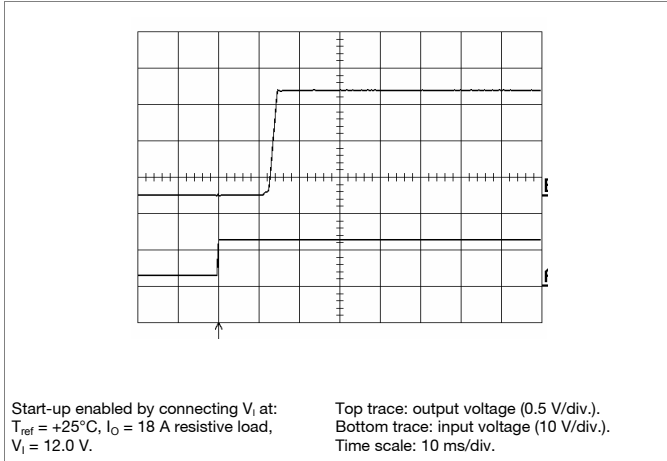 Start-up enabled by connecting VI at:
Tref = +25°C, IO = 18 A resistive load,
VI = 12.0 V.
Top trace: output voltage (0.5 V/div.).
Bottom trace: input voltage (10 V/div.).
Time scale: 10 ms/div.